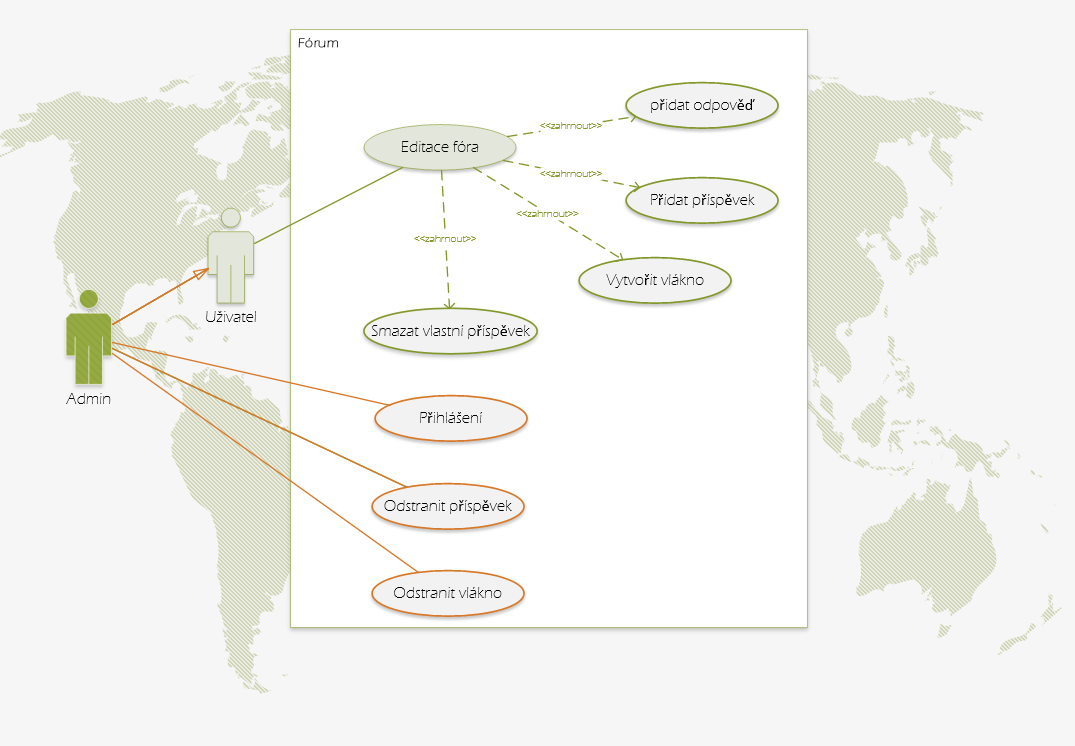 Fórum
přidat odpověď
<<zahrnout>>
Editace fóra
<<zahrnout>>
Přidat příspěvek
<<zahrnout>>
<<zahrnout>>
Vytvořit vlákno
Uživatel
Smazat vlastní příspěvek
Admin
Přihlášení
Odstranit příspěvek
Odstranit vlákno